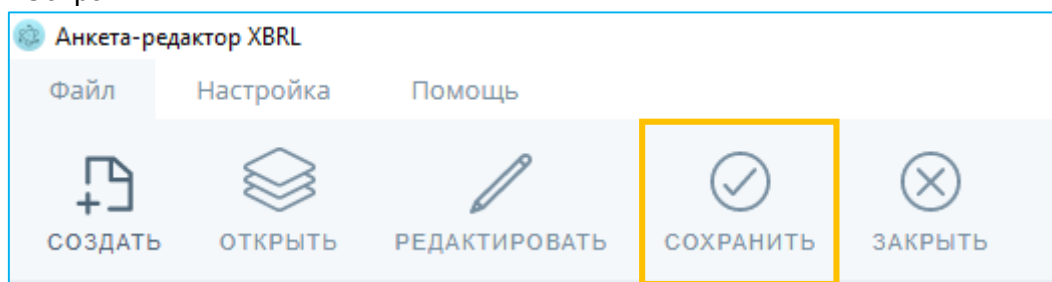 Анкета-редактор XBRL
Файл Настройка Помощь
СОЗДАТЬ ОТКРЫТЬ РЕДАКТИРОВАТЬ СОХРАНИТЬ ЗАКРЫТЬ